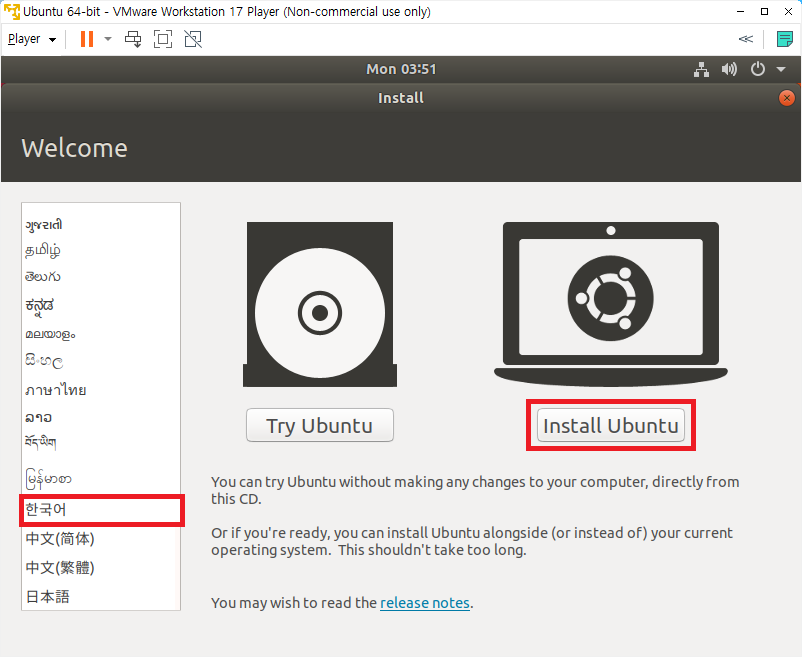 Ubuntu 64-bit - VMware Workstation 17 Player (Non-commercial use only)
Player
Mon 03:51
Install
Welcome
ગુજરાતી
தமிழ்
తెలుగు
ಕನ್ನಡ
മലയാളം
සිංහල
ภาษาไทย
ລາວ
བོད་ཡིག
မြန်မာစာ
한국어
中文(简体)
中文(繁體)
日本語
Try Ubuntu
Install Ubuntu
You can try Ubuntu without making any changes to your computer, directly from
this CD.
Or if you're ready, you can install Ubuntu alongside (or instead of) your current
operating system.  This shouldn't take too long.
You may wish to read the release notes.